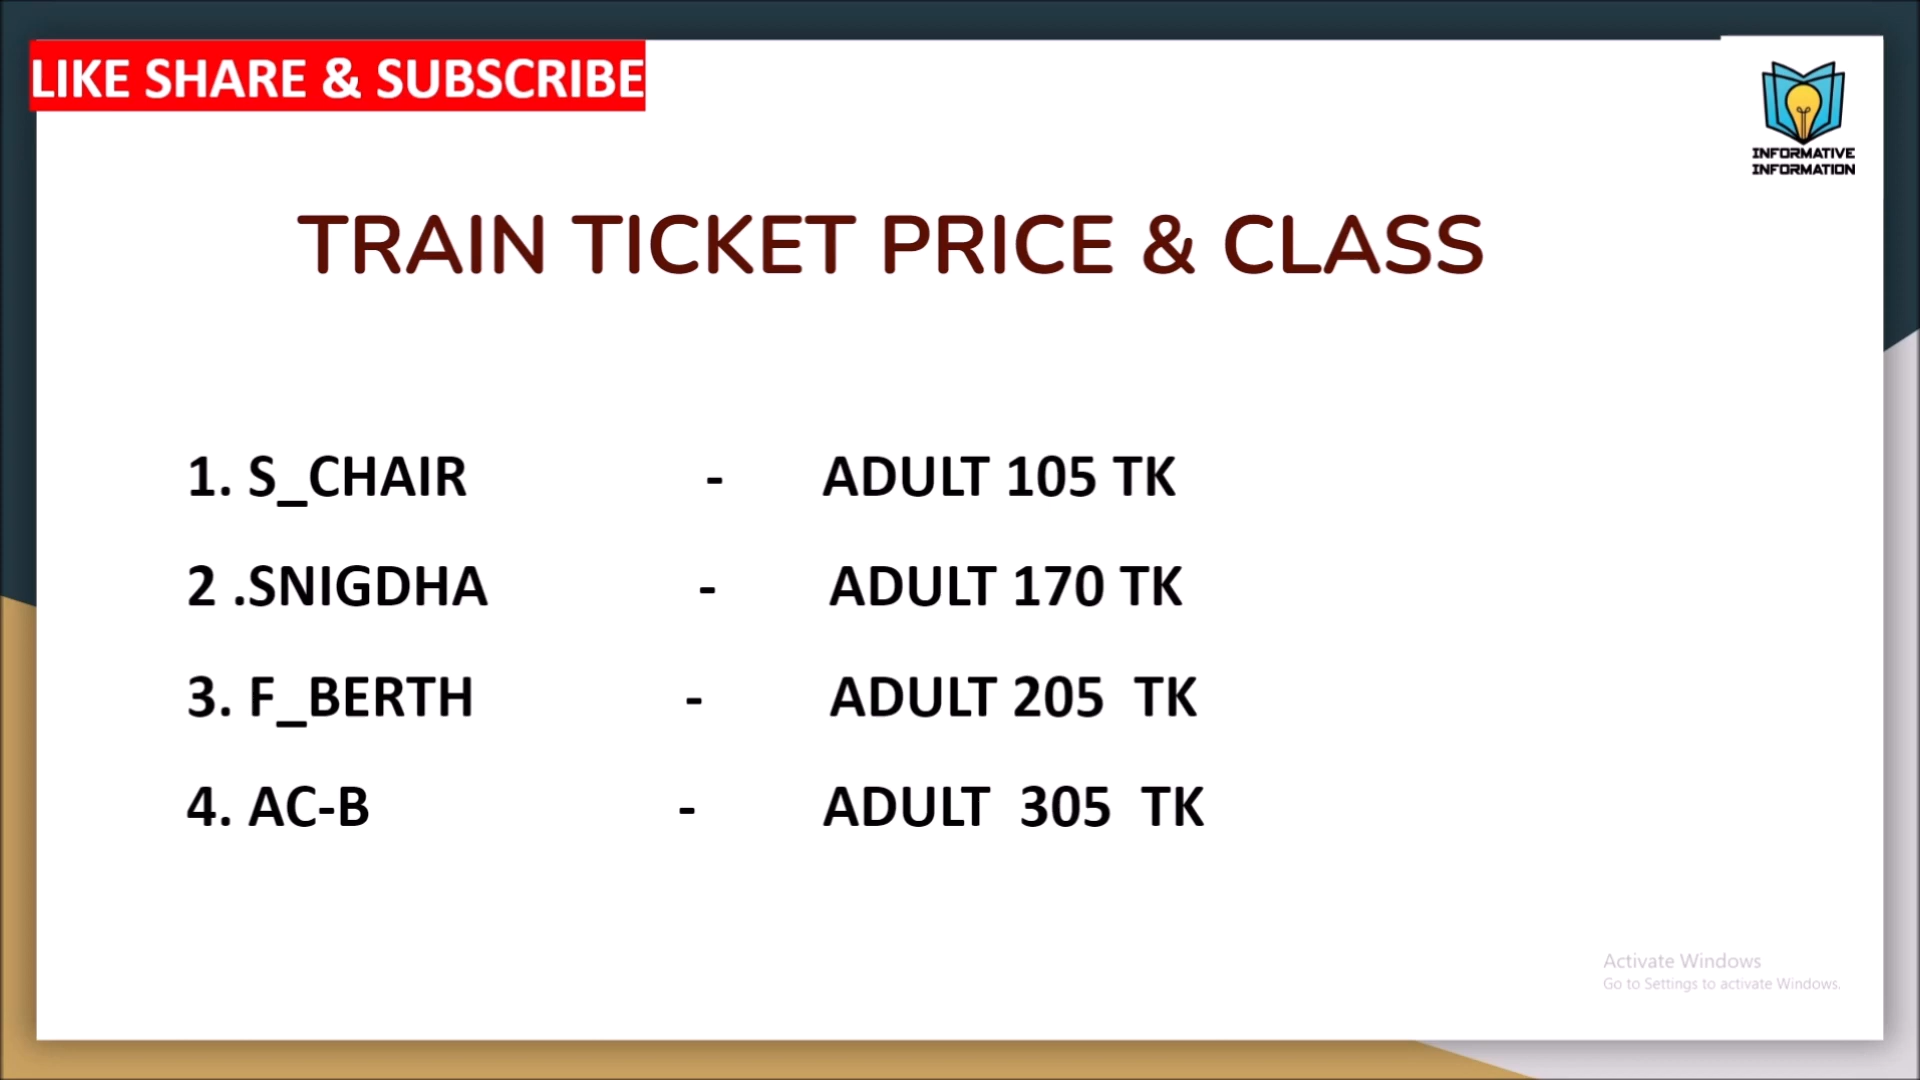 LIKE SHARE & SUBSCRIBE
INFORMATIVE
INFORMATION
TRAIN TICKET PRICE & CLASS
1. S_CHAIR - ADULT 105 TK
2 .SNIGDHA - ADULT 170 TK
3. F_BERTH - ADULT 205 TK
4. AC-B - ADULT 305 TK
Activate Windows
Go to Settings to activate Windows.